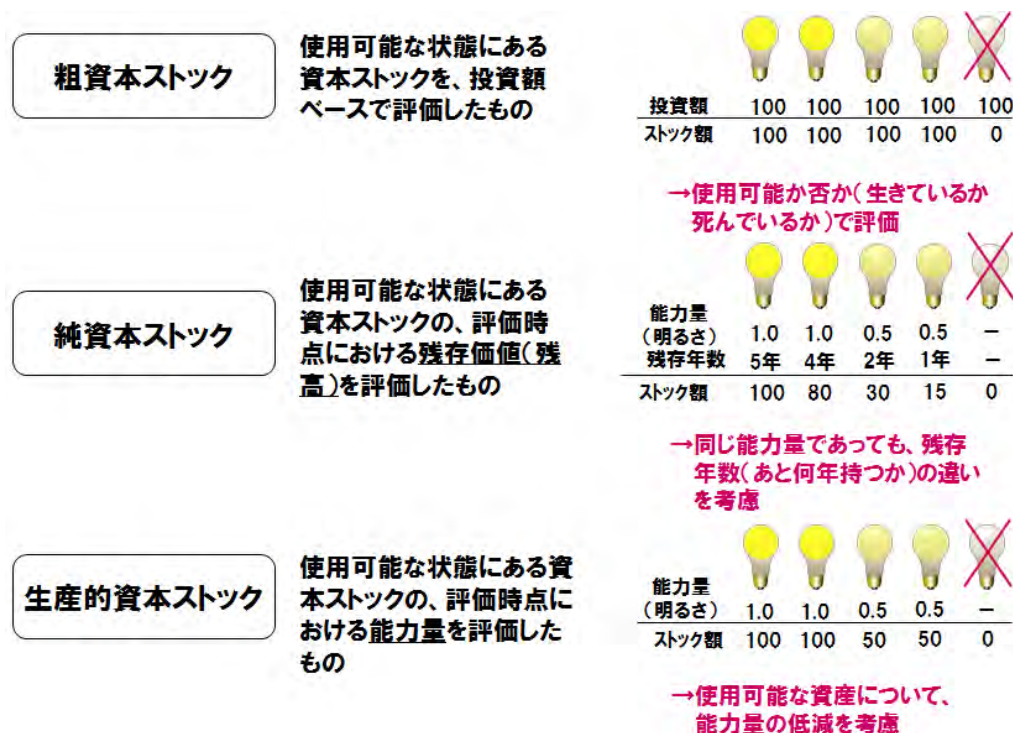 粗資本ストック
使用可能な状態にある
資本ストックを、投資額
ベースで評価したもの
投資額 100 100 100 100 100
ストック額 100 100 100 100 0
→使用可能か否か(生きているか
死んでいるか)で評価
純資本ストック
使用可能な状態にある
資本ストックの、評価時
点における残存価値(残
高)を評価したもの
能力量
(明るさ) 1.0 1.0 0.5 0.5 −
残存年数 5年 4年 2年 1年 −
ストック額 100 80 30 15 0
→同じ能力量であっても、残存
年数(あと何年持つか)の違い
を考慮
生産的資本ストック
使用可能な状態にある資
本ストックの、評価時点に
おける能力量を評価した
もの
能力量
(明るさ) 1.0 1.0 0.5 0.5 −
ストック額 100 100 50 50 0
→使用可能な資産について、
能力量の低減を考慮